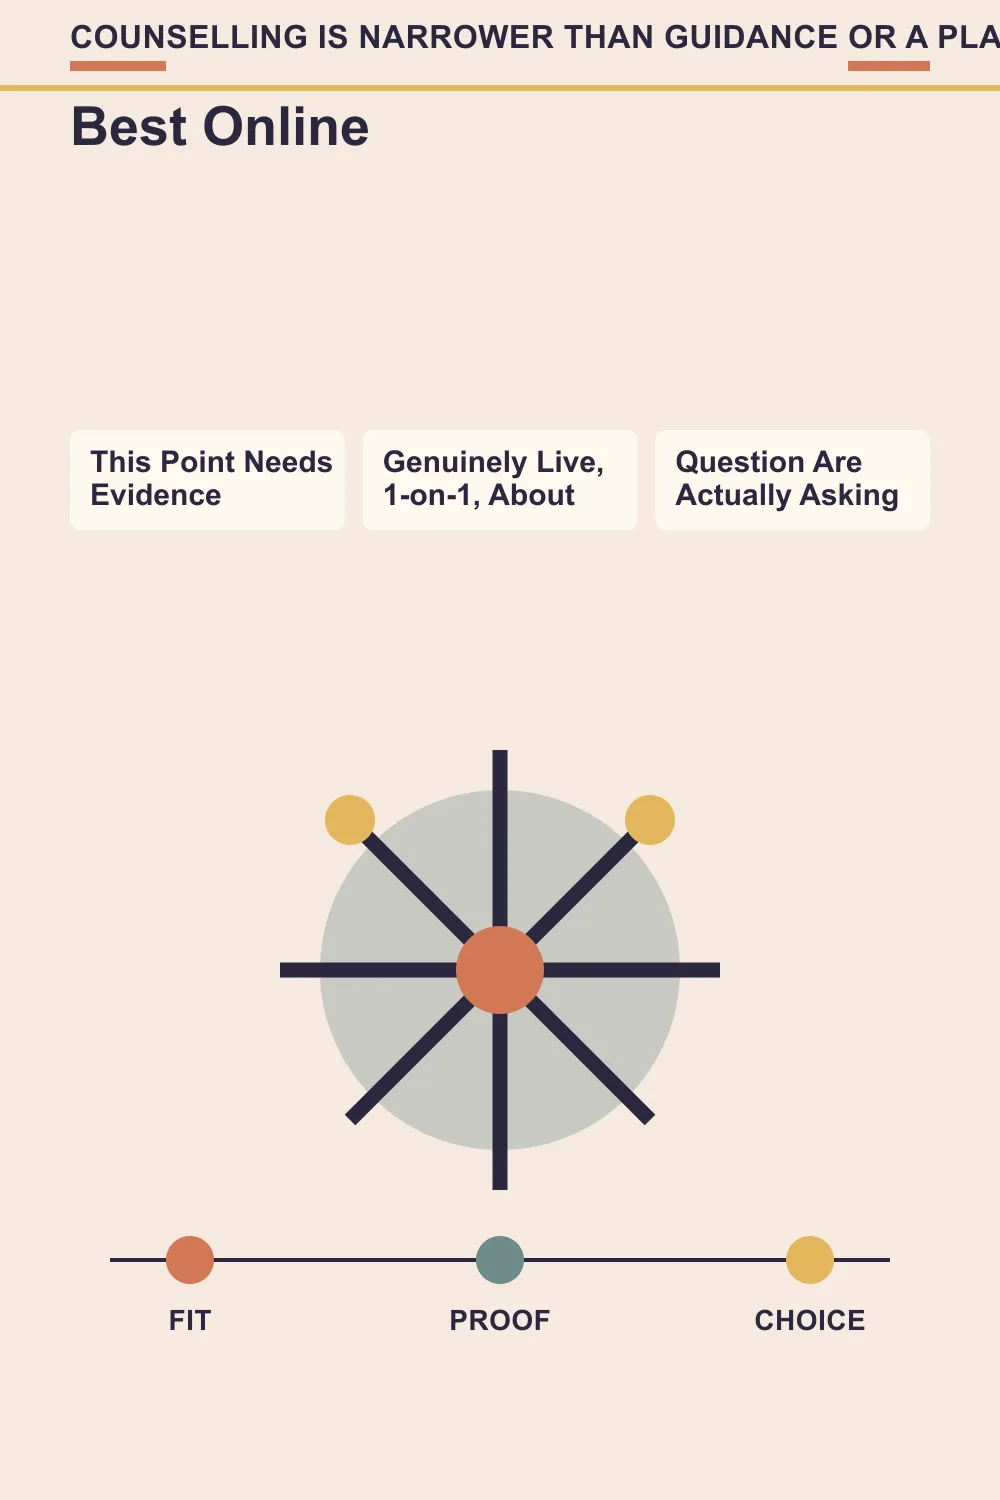 COUNSELLING IS NARROWER THAN GUIDANCE OR A PLA
Best Online
This Point Needs
Evidence
Genuinely Live,
1-on-1, About
Question Are
Actually Asking
FIT
PROOF
CHOICE